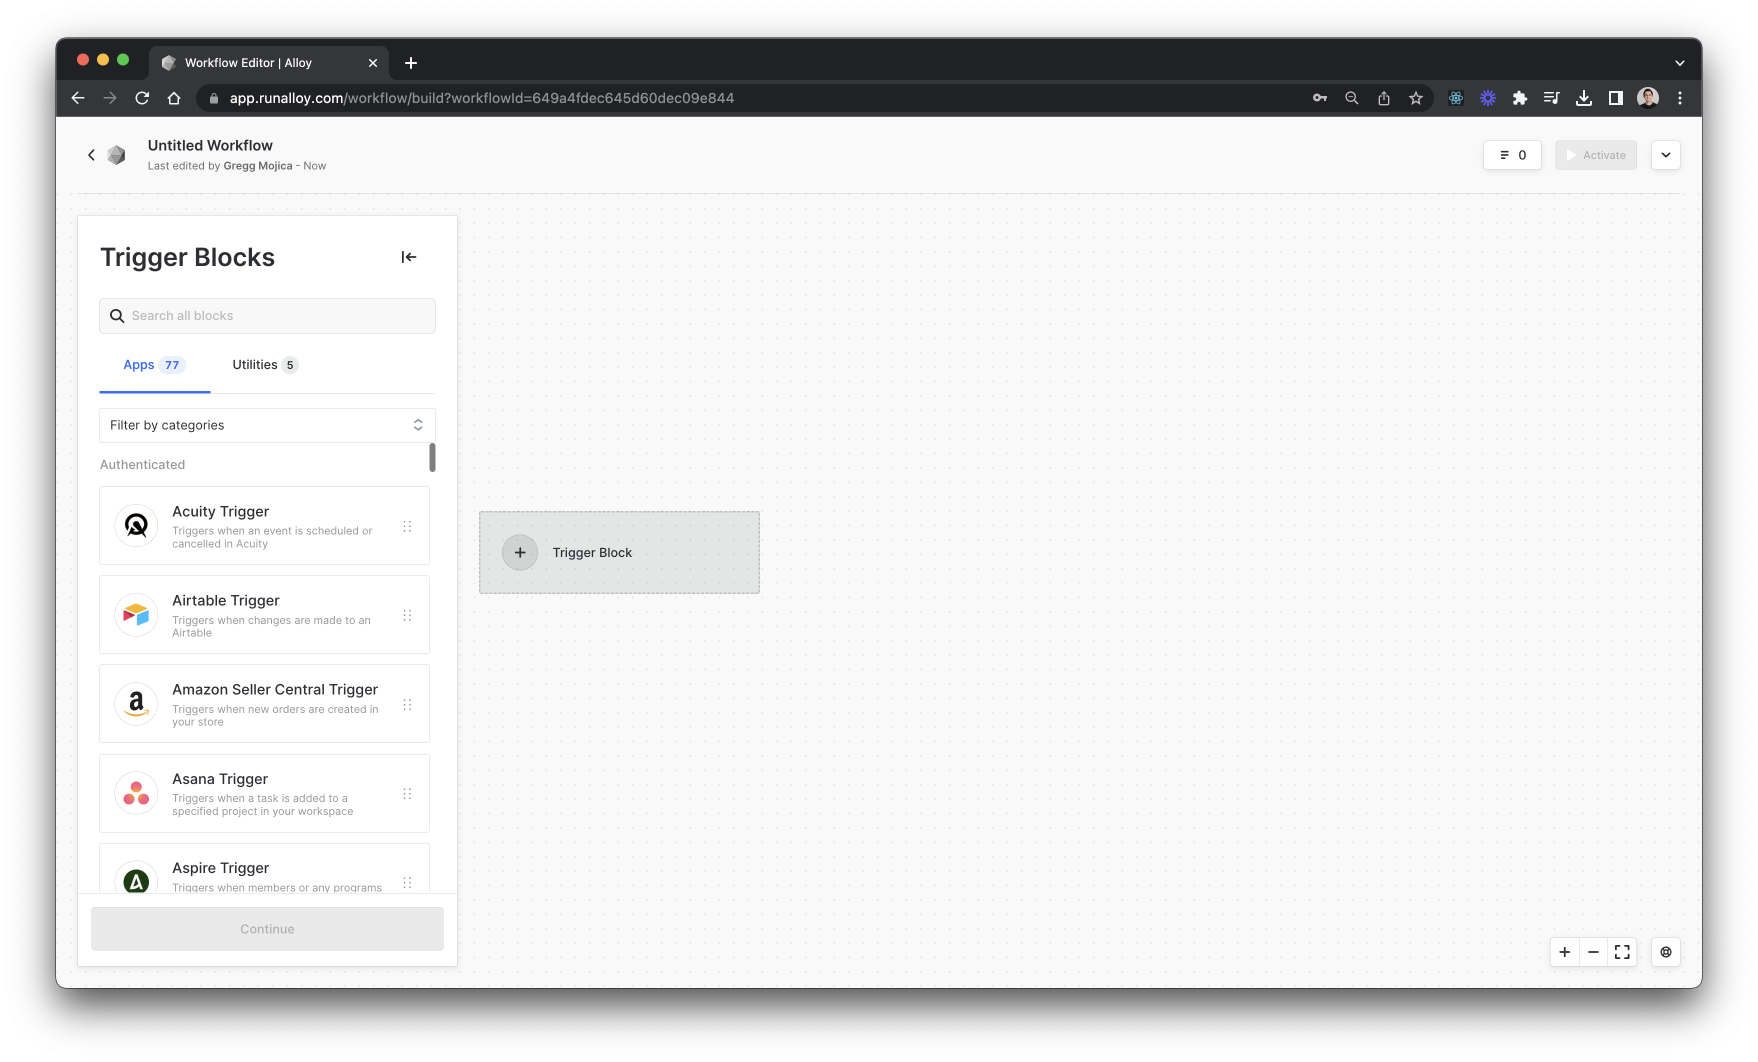 Workflow Editor | Alloy
app.runalloy.com/workflow/build?workflowId=649a4fdec645d60dec09e844
Untitled Workflow
Last edited by Gregg Mojica - Now
0
Activate
Trigger Blocks
Search all blocks
Apps 77
Utilities 5
Filter by categories
Authenticated
Acuity Trigger
Triggers when an event is scheduled or
cancelled in Acuity
Airtable Trigger
Triggers when changes are made to an
Airtable
Amazon Seller Central Trigger
Triggers when new orders are created in
your store
Asana Trigger
Triggers when a task is added to a
specified project in your workspace
Aspire Trigger
Triggers when members or any programs
Continue
Trigger Block